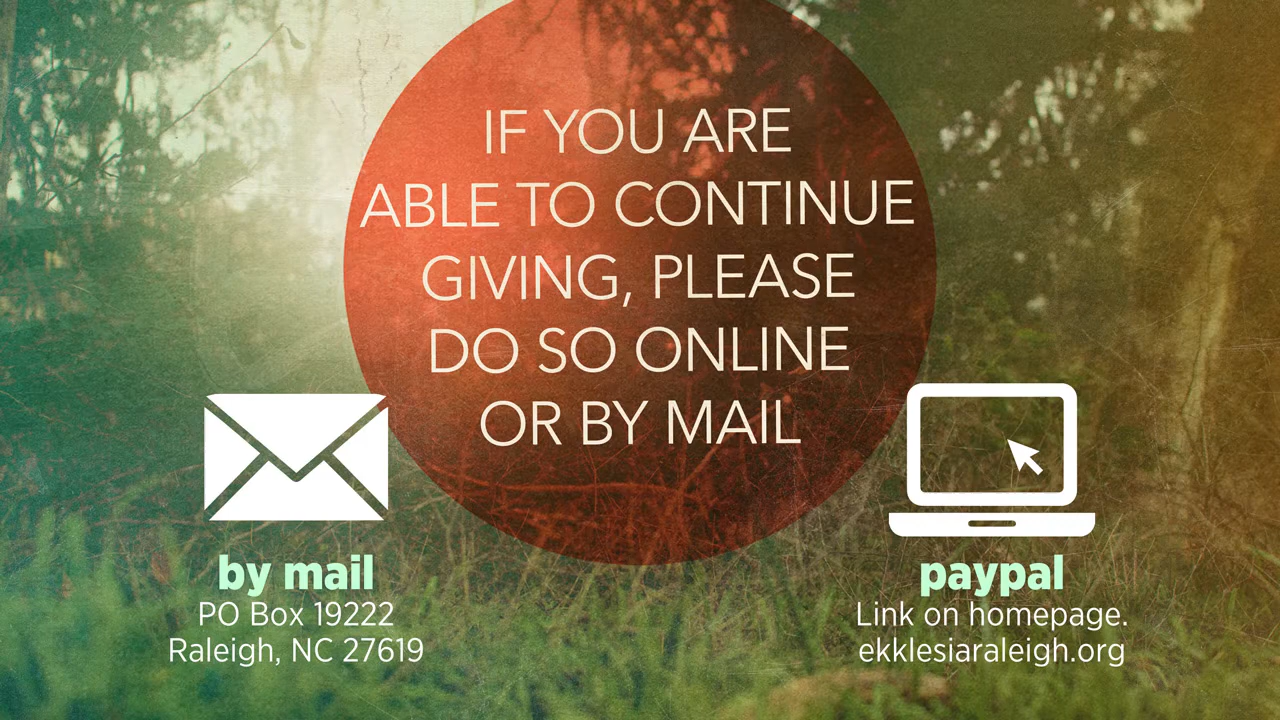 IF YOU ARE
ABLE TO CONTINUE
GIVING, PLEASE
DO SO ONLINE
OR BY MAIL
by mail
PO Box 19222
Raleigh, NC 27619
paypal
Link on homepage.
ekklesiaraleigh.org